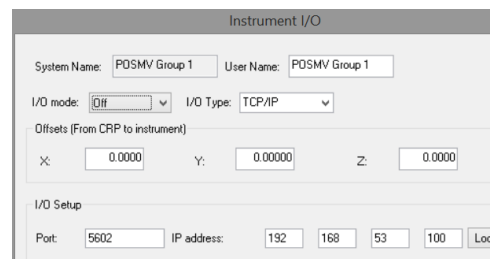 Instrument I/O
System Name: POSMV Group 1 User Name: POSMV Group 1
I/O mode: Off I/O Type: TCP/IP
Offsets (From CRP to instrument)
X: 0.0000 Y: 0.00000 Z: 0.0000
I/O Setup
Port: 5602 IP address: 192 168 53 100 Loc